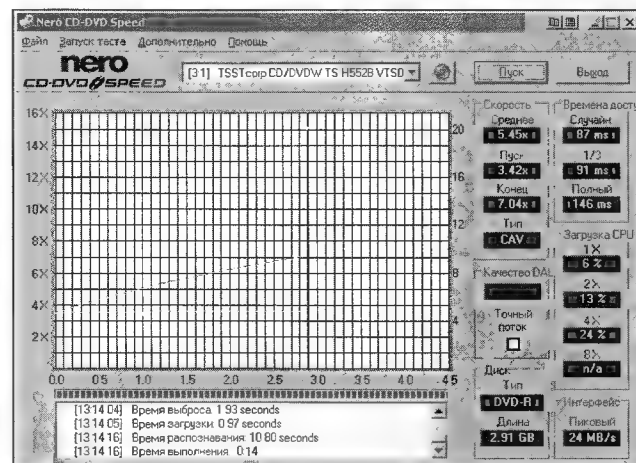 Nero CD-DVD Speed
Файл Запуск теста Дополнительно Помощь
nero
CD-DVD SPEED
[31] TSSTcorp CD/DVDW TS H552B VTSD
Пуск
Выход
16X
14X
12X
10X
8X
6X
4X
2X
20
16
12
8
4
0.0 0.5 1.0 1.5 2.0 2.5 3.0 3.5 4.0 4.5
Скорость
Среднее
5.45x
Пуск
3.42x
Конец
7.04x
Тип
CAV
Времена досту
Случайн
87 ms
1/3
91 ms
Полный
146 ms
Качество DAE
Точный
поток
Загрузка CPU
1X
6 %
2X
13 %
4X
24 %
8X
n/a
Диск
Тип
DVD-R
Длина
2.91 GB
Интерфейс
Пиковый
24 MB/s
[13 14 04] Время выброса 1 93 seconds
[13 14 05] Время загрузки 0 97 seconds
[13 14 16] Время распознавания: 10 80 seconds
[13 14 16] Время выполнения 0:14